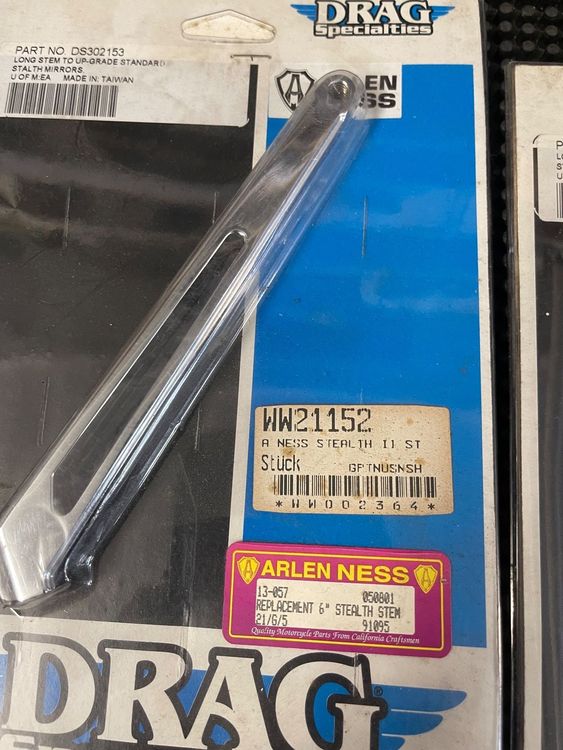 DRAG
Specialties
PART NO. DS302153
LONG STEM TO UP-GRADE STANDARD
STALTH MIRRORS.
U OF M:EA MADE IN: TAIWAN
ARLEN
NESS
WW21152
A NESS STEALTH II ST
Stück GPTNUSNSH
*WW002364*
ARLEN NESS
13-057 050801
REPLACEMENT 6" STEALTH STEM
21/G/5 91095
Quality Motorcycle Parts From California Craftsmen
DRAG